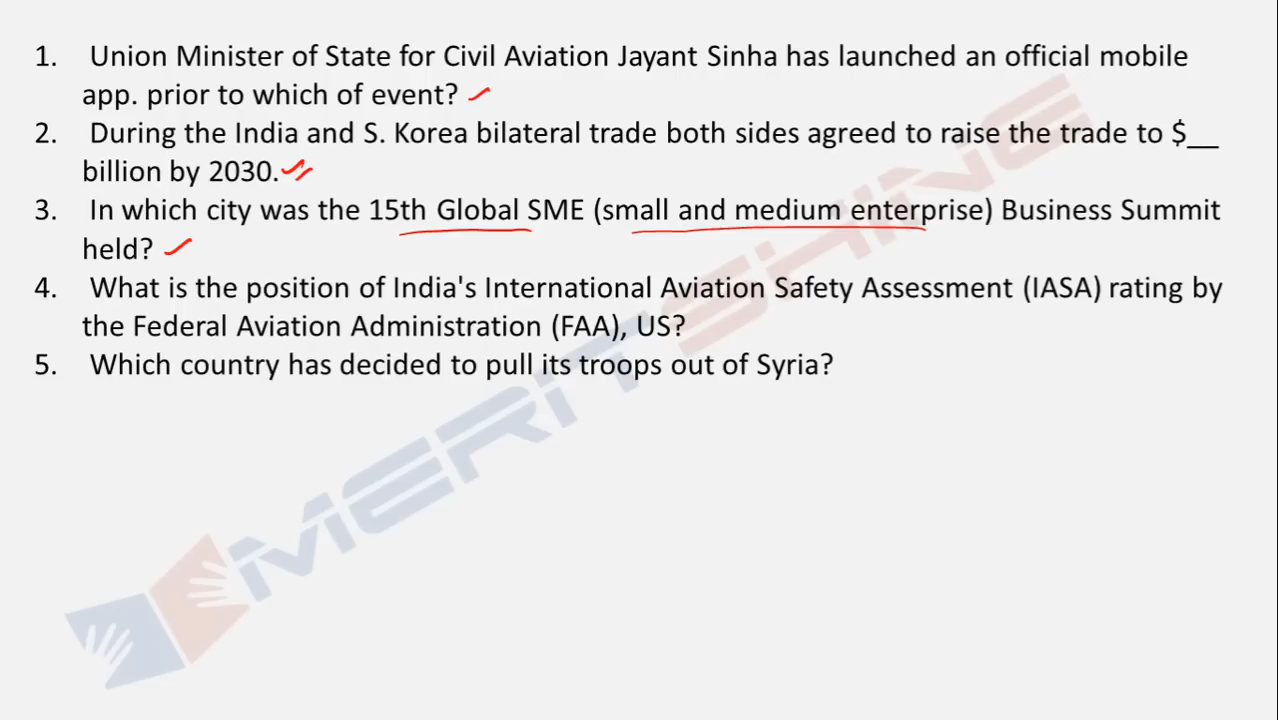 1. Union Minister of State for Civil Aviation Jayant Sinha has launched an official mobile
app. prior to which of event?
2. During the India and S. Korea bilateral trade both sides agreed to raise the trade to $__
billion by 2030.
3. In which city was the 15th Global SME (small and medium enterprise) Business Summit
held?
4. What is the position of India's International Aviation Safety Assessment (IASA) rating by
the Federal Aviation Administration (FAA), US?
5. Which country has decided to pull its troops out of Syria?
MERIT SHINE